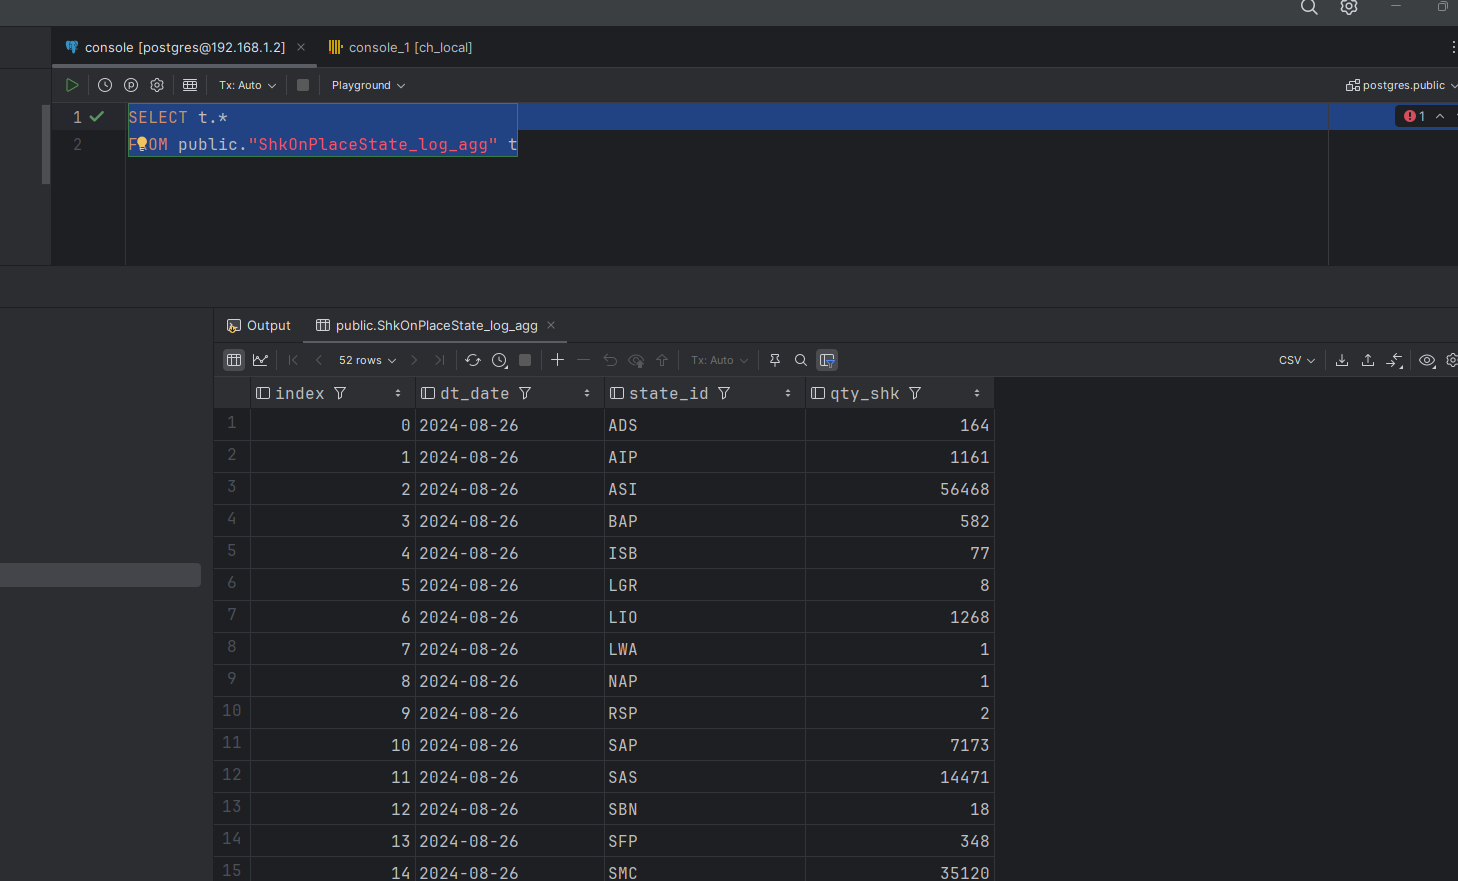 console [postgres@192.168.1.2]
console_1 [ch_local]
Tx: Auto
Playground
postgres.public
1
SELECT t.*
1
2
FROM public."ShkOnPlaceState_log_agg" t
Output
public.ShkOnPlaceState_log_agg
52 rows
Tx: Auto
CSV
index dt_date state_id qty_shk
1 0 2024-08-26 ADS 164
2 1 2024-08-26 AIP 1161
3 2 2024-08-26 ASI 56468
4 3 2024-08-26 BAP 582
5 4 2024-08-26 ISB 77
6 5 2024-08-26 LGR 8
7 6 2024-08-26 LIO 1268
8 7 2024-08-26 LWA 1
9 8 2024-08-26 NAP 1
10 9 2024-08-26 RSP 2
11 10 2024-08-26 SAP 7173
12 11 2024-08-26 SAS 14471
13 12 2024-08-26 SBN 18
14 13 2024-08-26 SFP 348
15 14 2024-08-26 SMC 35120